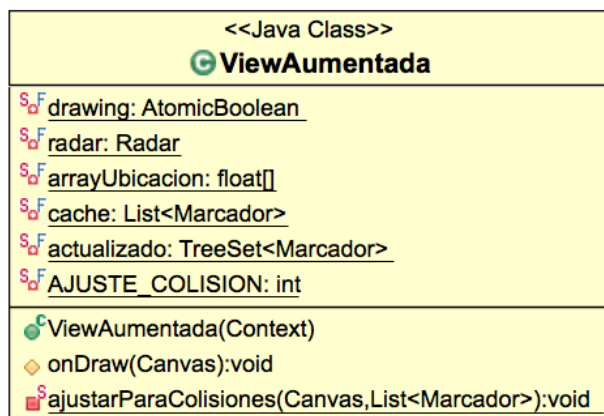 <<Java Class>>
C ViewAumentada
S F drawing: AtomicBoolean
S F radar: Radar
S F arrayUbicacion: float[]
S F cache: List<Marcador>
S F actualizado: TreeSet<Marcador>
S F AJUSTE_COLISION: int
C ViewAumentada(Context)
onDraw(Canvas):void
S ajustarParaColisiones(Canvas,List<Marcador>):void